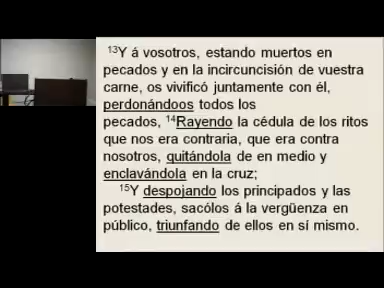 13Y á vosotros, estando muertos en
pecados y en la incircuncisión de vuestra
carne, os vivificó juntamente con él,
perdonándoos todos los
pecados, 14Rayendo la cédula de los ritos
que nos era contraria, que era contra
nosotros, quitándola de en medio y
enclavándola en la cruz;
15Y despojando los principados y las
potestades, sacólos á la vergüenza en
público, triunfando de ellos en sí mismo.